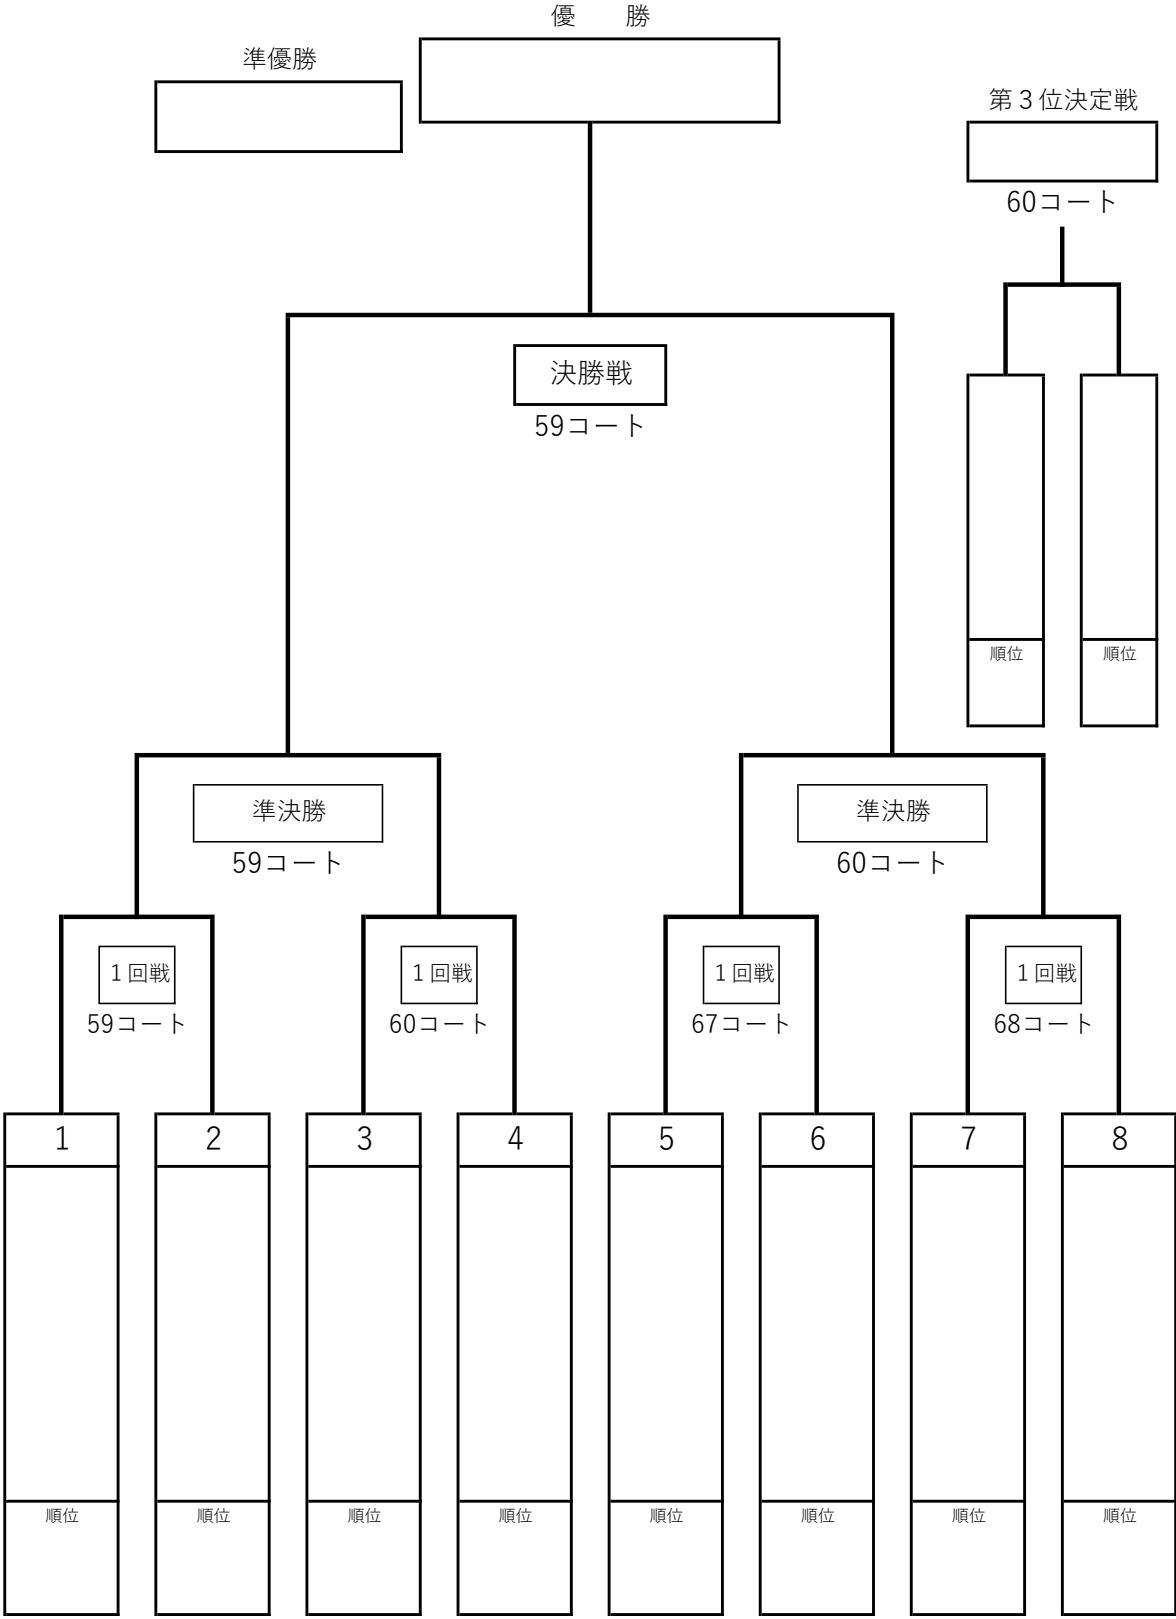 優　　勝
準優勝
第３位決定戦
60コート
決勝戦
59コート
順位　順位
準決勝　準決勝
59コート　60コート
１回戦　１回戦　１回戦　１回戦
59コート　60コート　67コート　68コート
1　2　3　4　5　6　7　8
順位　順位　順位　順位　順位　順位　順位　順位